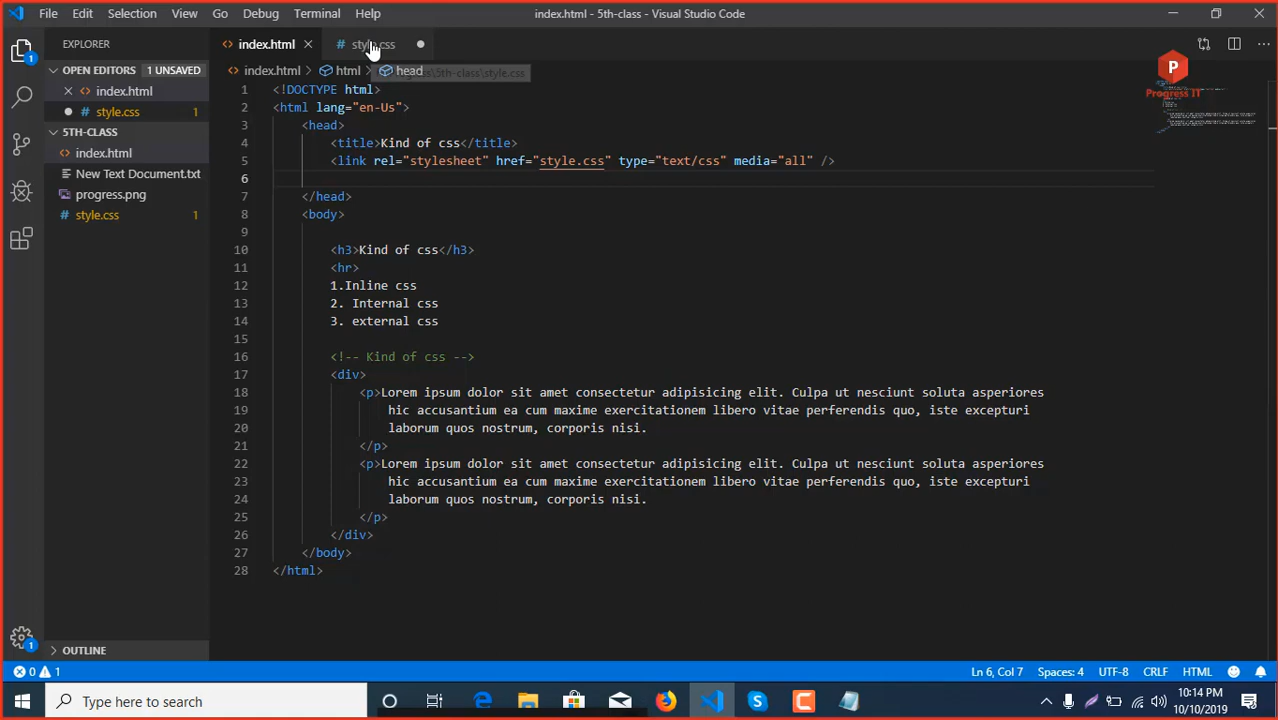 File Edit Selection View Go Debug Terminal Help
index.html - 5th-class - Visual Studio Code
EXPLORER
OPEN EDITORS 1 UNSAVED
index.html
style.css 1
5TH-CLASS
index.html
New Text Document.txt
progress.png
style.css 1
OUTLINE
index.html
style.css
index.html html head
5th-class\style.css
P
Progress IT
1 <!DOCTYPE html>
2 <html lang="en-Us">
3 <head>
4 <title>Kind of css</title>
5 <link rel="stylesheet" href="style.css" type="text/css" media="all" />
6
7 </head>
8 <body>
9
10 <h3>Kind of css</h3>
11 <hr>
12 1.Inline css
13 2. Internal css
14 3. external css
15
16 <!-- Kind of css -->
17 <div>
18 <p>Lorem ipsum dolor sit amet consectetur adipisicing elit. Culpa ut nesciunt soluta asperiores
19 hic accusantium ea cum maxime exercitationem libero vitae perferendis quo, iste excepturi
20 laborum quos nostrum, corporis nisi.
21 </p>
22 <p>Lorem ipsum dolor sit amet consectetur adipisicing elit. Culpa ut nesciunt soluta asperiores
23 hic accusantium ea cum maxime exercitationem libero vitae perferendis quo, iste excepturi
24 laborum quos nostrum, corporis nisi.
25 </p>
26 </div>
27 </body>
28 </html>
1
1
0 1
Ln 6, Col 7 Spaces: 4 UTF-8 CRLF HTML
Type here to search
10:14 PM
10/10/2019